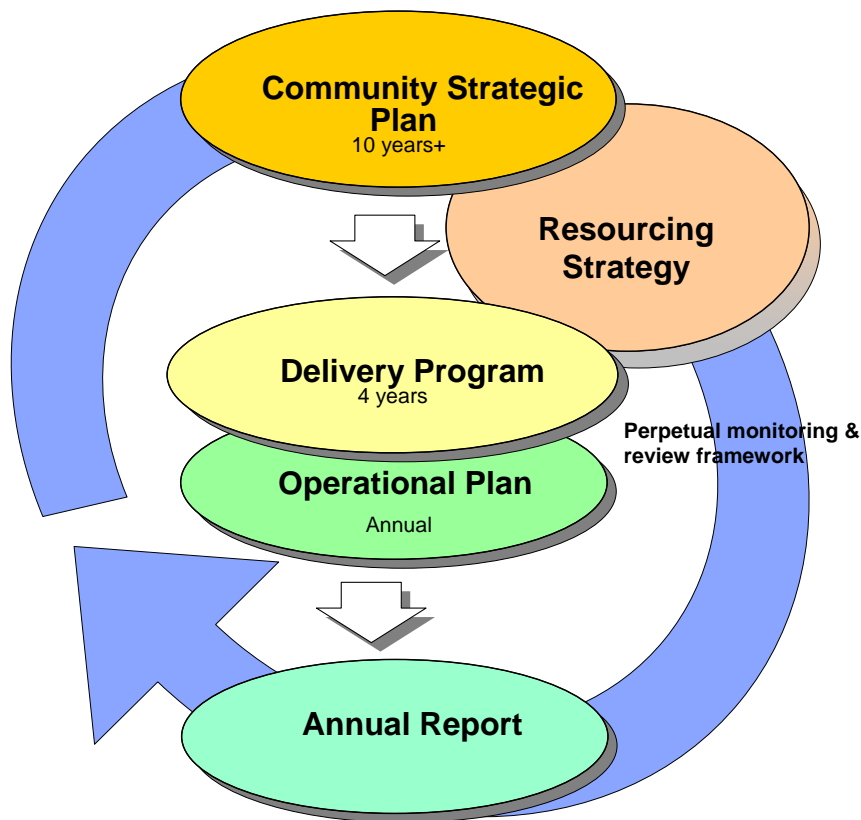 Community Strategic
Plan
10 years+
Resourcing
Strategy
Delivery Program
4 years
Perpetual monitoring &
review framework
Operational Plan
Annual
Annual Report